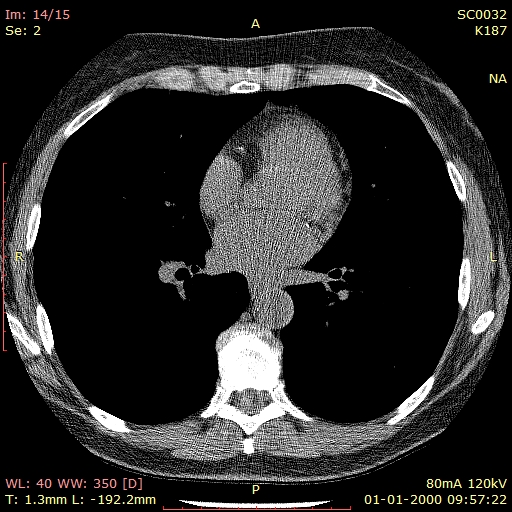 Im: 14/15
Se: 2
A
SC0032
K187
NA
R
L
WL: 40 WW: 350 [D]
T: 1.3mm L: -192.2mm
P
80mA 120kV
01-01-2000 09:57:22